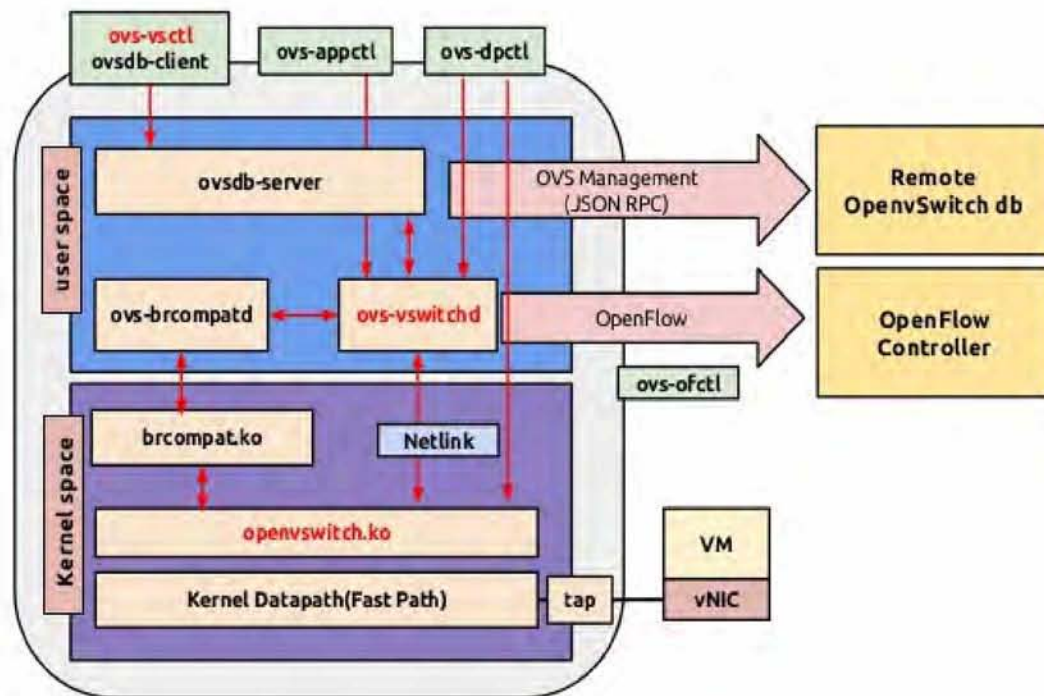 ovs-vsctl
ovsdb-client
ovs-appctl
ovs-dpctl
user space
ovsdb-server
OVS Management
(JSON RPC)
Remote
OpenvSwitch db
ovs-brcompatd
ovs-vswitchd
OpenFlow
OpenFlow
Controller
ovs-ofctl
Kernel space
brcompat.ko
Netlink
openvswitch.ko
Kernel Datapath(Fast Path)
tap
VM
vNIC